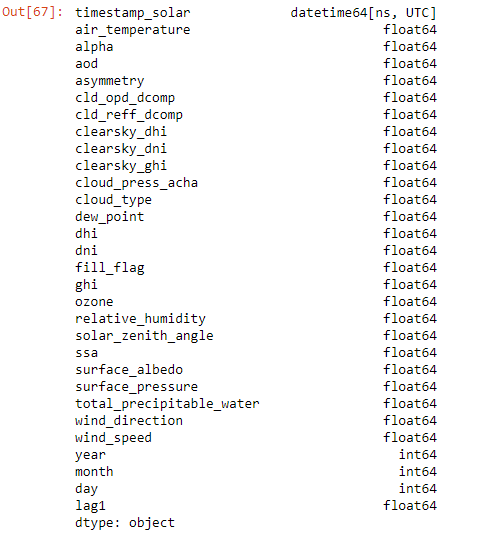 Out[67]: timestamp_solar datetime64[ns, UTC]
air_temperature float64
alpha float64
aod float64
asymmetry float64
cld_opd_dcomp float64
cld_reff_dcomp float64
clearsky_dhi float64
clearsky_dni float64
clearsky_ghi float64
cloud_press_acha float64
cloud_type float64
dew_point float64
dhi float64
dni float64
fill_flag float64
ghi float64
ozone float64
relative_humidity float64
solar_zenith_angle float64
ssa float64
surface_albedo float64
surface_pressure float64
total_precipitable_water float64
wind_direction float64
wind_speed float64
year int64
month int64
day int64
lag1 float64
dtype: object